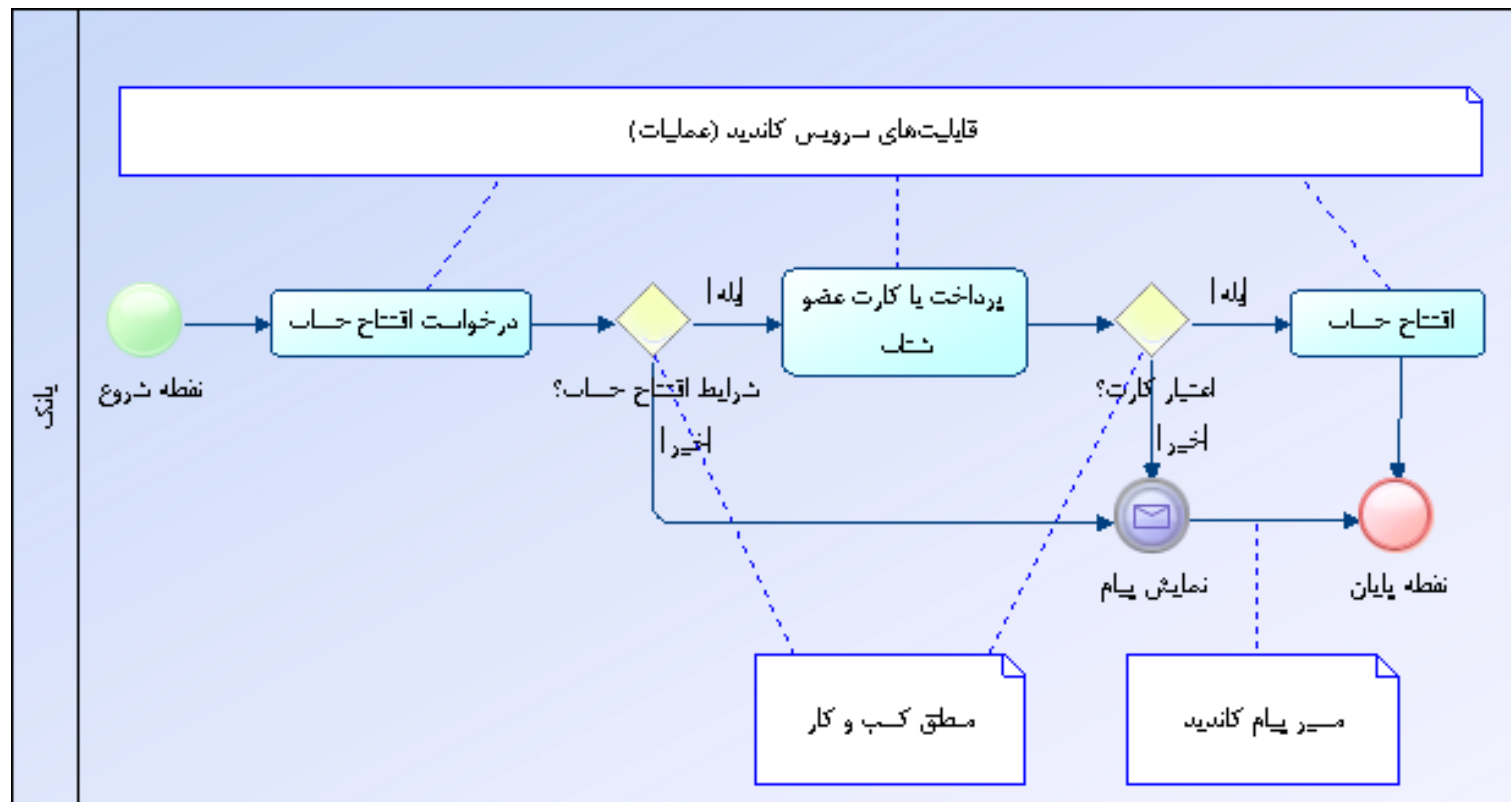 قابلیت‌های سرویس کاندید (عملیات)
بانک
نقطه شروع
درخواست افتتاح حساب
شرایط افتتاح حساب؟
بله
خیر
پرداخت با کارت عضو
شتاب
اعتبار کارت؟
بله
خیر
افتتاح حساب
نمایش پیام
نقطه پایان
منطق کسب و کار
مسیر پیام کاندید